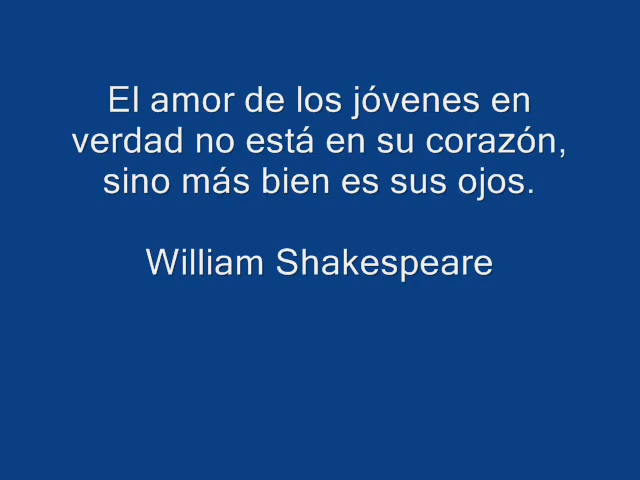 El amor de los jóvenes en
verdad no está en su corazón,
sino más bien es sus ojos.
William Shakespeare